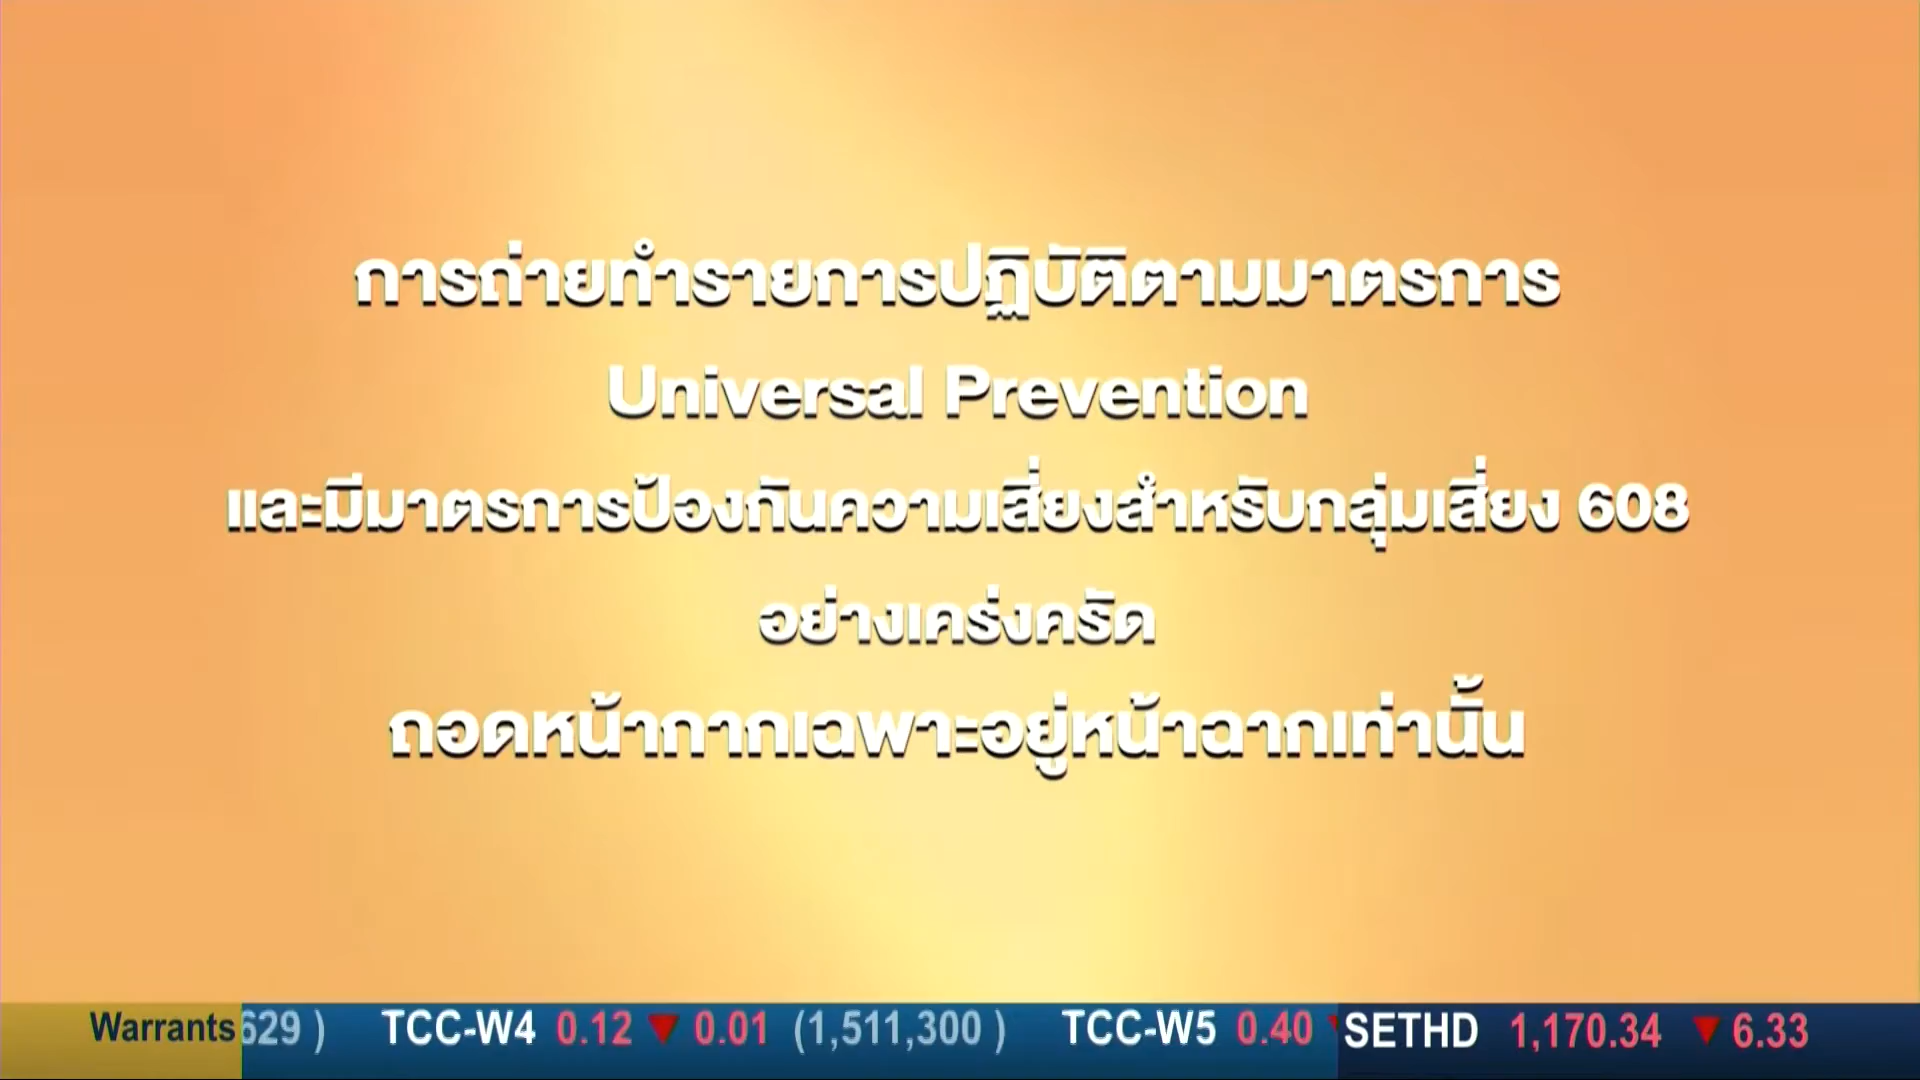 การถ่ายทำรายการปฏิบัติตามมาตรการ
Universal Prevention
และมีมาตรการป้องกันความเสี่ยงสำหรับกลุ่มเสี่ยง 608
อย่างเคร่งครัด
ถอดหน้ากากเฉพาะอยู่หน้าฉากเท่านั้น
Warrants 629 ) TCC-W4 0.12 ▼ 0.01 (1,511,300 ) TCC-W5 0.40 SETHD 1,170.34 ▼ 6.33